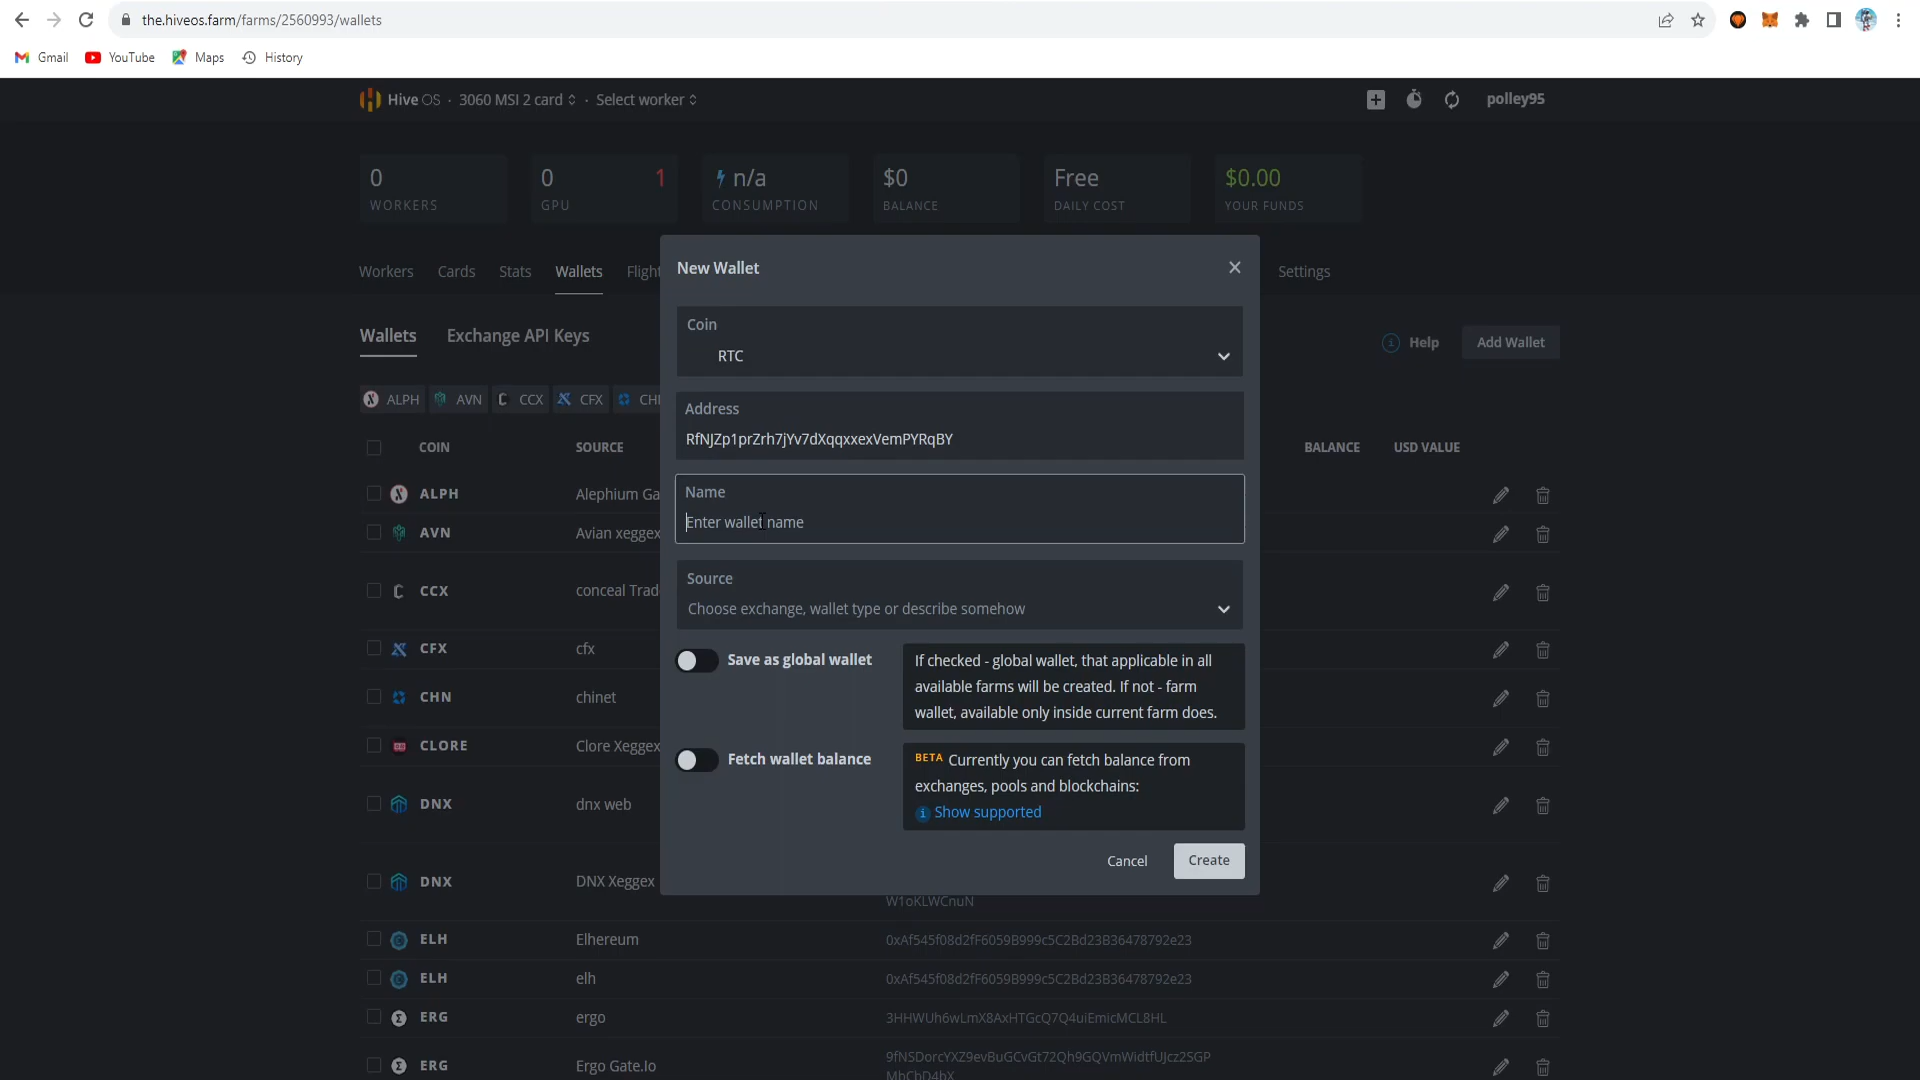 the.hiveos.farm/farms/2560993/wallets
Gmail YouTube Maps History
Hive OS · 3060 MSI 2 card · Select worker polley95
0 0 1 n/a $0 Free $0.00
WORKERS GPU CONSUMPTION BALANCE DAILY COST YOUR FUNDS
Workers Cards Stats Wallets Flight Settings
New Wallet
Wallets Exchange API Keys Help Add Wallet
Coin
RTC
ALPH AVN CCX CFX CHI
Address
RfNJZp1prZrh7jYv7dXqqxxexVemPYRqBY
COIN SOURCE BALANCE USD VALUE
Name
Enter wallet name
ALPH Alephium Ga
AVN Avian xeggex
Source
Choose exchange, wallet type or describe somehow
CCX conceal Trad
CFX cfx
Save as global wallet
If checked - global wallet, that applicable in all
available farms will be created. If not - farm
wallet, available only inside current farm does.
CHN chinet
CLORE Clore Xeggex
Fetch wallet balance
BETA Currently you can fetch balance from
exchanges, pools and blockchains:
Show supported
DNX dnx web
Cancel Create
DNX DNX Xeggex
W1oKLWCnuN
ELH Elhereum 0xAf545f08d2fF6059B999c5C2Bd23B36478792e23
ELH elh 0xAf545f08d2fF6059B999c5C2Bd23B36478792e23
ERG ergo 3HHWUh6wLmX8AxHTGcQ7Q4uiEmicMCL8HL
ERG Ergo Gate.Io 9fNSDorcYXZ9evBuGCvGt72Qh9GQVmWidtfUJcz2SGP
MbCbD4bX